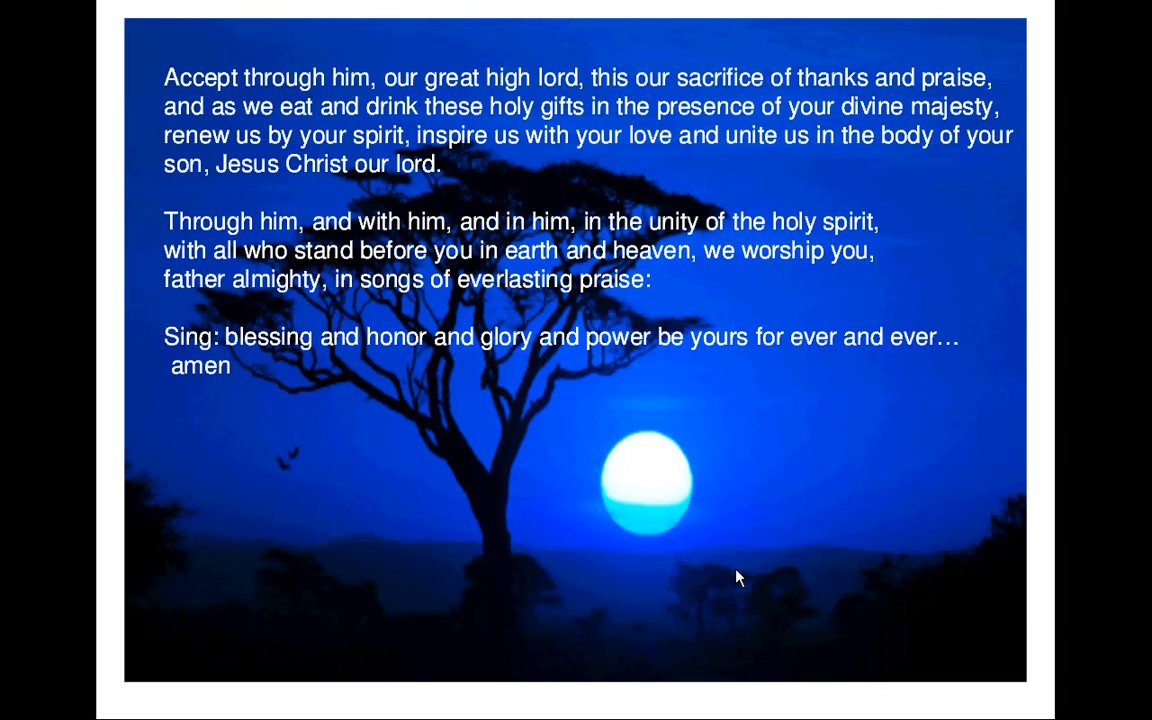 Accept through him, our great high lord, this our sacrifice of thanks and praise,
and as we eat and drink these holy gifts in the presence of your divine majesty,
renew us by your spirit, inspire us with your love and unite us in the body of your
son, Jesus Christ our lord.
Through him, and with him, and in him, in the unity of the holy spirit,
with all who stand before you in earth and heaven, we worship you,
father almighty, in songs of everlasting praise:
Sing: blessing and honor and glory and power be yours for ever and ever…
amen